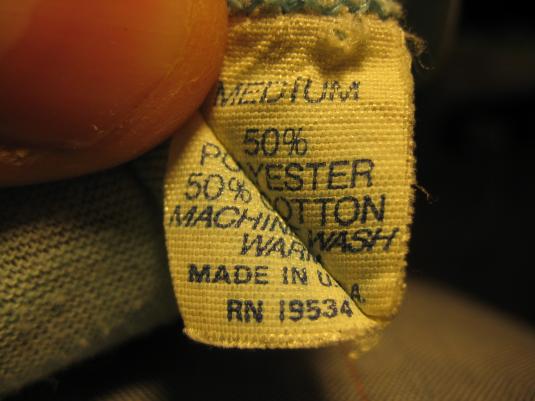 MEDIUM
50%
POLYESTER
50% COTTON
MACHINE WASH
WARM
MADE IN U.S.A.
RN 19534